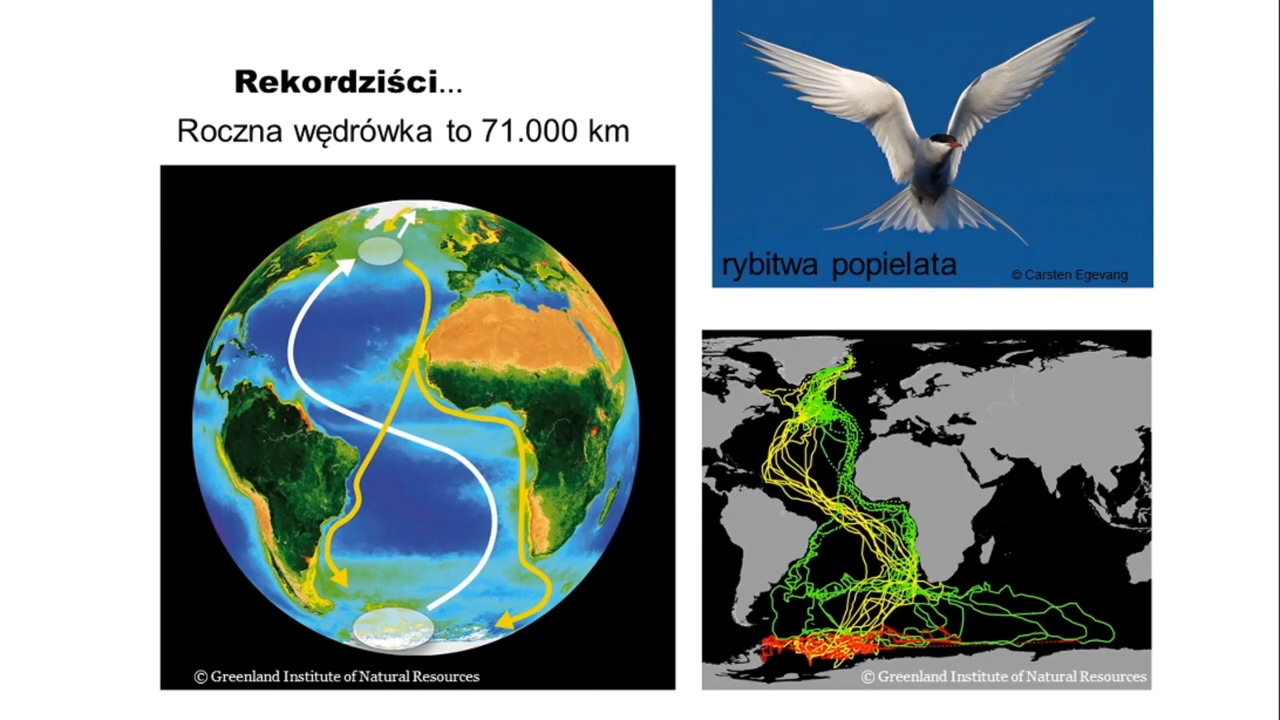 Rekordziści...
Roczna wędrówka to 71.000 km
rybitwa popielata
© Carsten Egevang
© Greenland Institute of Natural Resources
© Greenland Institute of Natural Resources